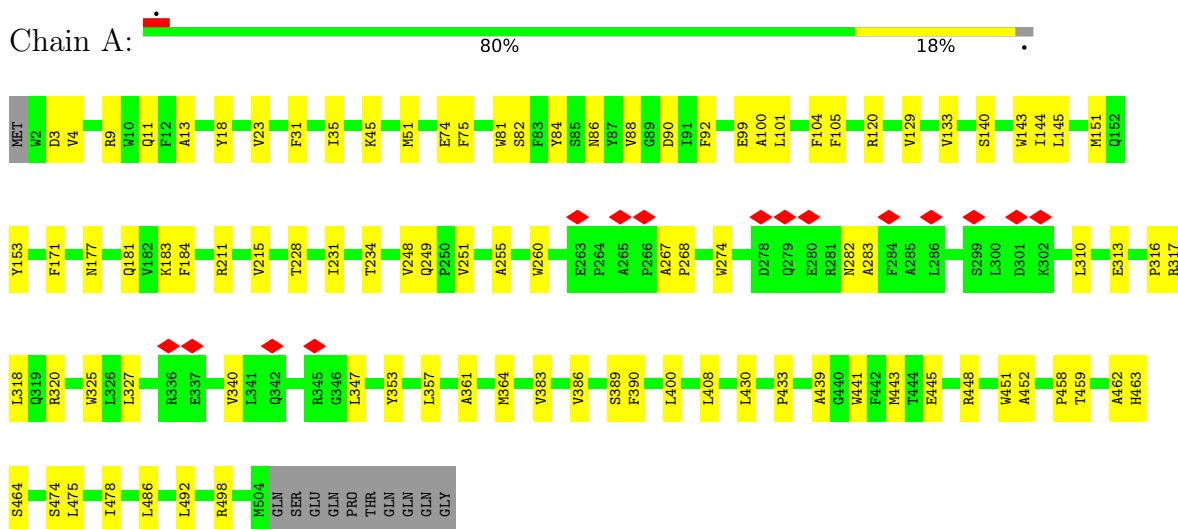 Chain A:
80% 18%
MET W2 D3 V4 R9 W10 Q11 F12 A13 Y18 V23 F31 I35 K45 M51 E74 F75 W81 S82 F83 Y84 S85 N86 Y87 V88 G89 D90 I91 F92 E99 A100 L101 F104 F105 R120 V129 V133 S140 W143 I144 L145 M151 Q152
Y153 F171 N177 Q181 V182 K183 F184 R211 V215 T228 I231 T234 V248 Q249 P250 V251 A255 W260 E263 P264 A265 P266 A267 P268 W274 D278 Q279 E280 R281 N282 A283 F284 A285 L286 S299 L300 D301 K302 L310 E313 P316 R317
L318 Q319 R320 W325 L326 L327 R336 E337 V340 L341 Q342 R345 G346 L347 Y353 L357 A361 M364 V383 V386 S389 F390 L400 L408 L430 P433 A439 G440 W441 F442 M443 T444 E445 R448 W451 A452 P458 T459 A462 H463
S464 S474 L475 I478 L486 L492 R498 M504 GLN SER GLU GLN PRO THR GLN GLN GLN GLY